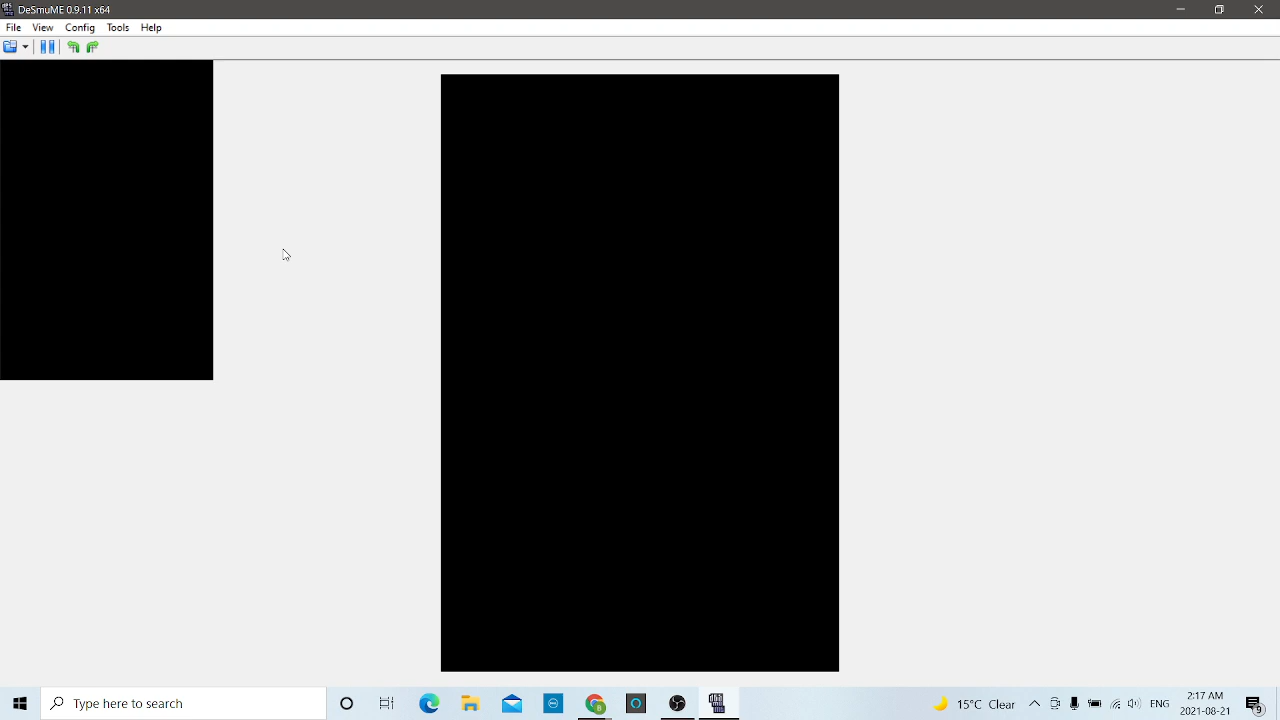 DeSmuME 0.9.11 x64
File View Config Tools Help
Type here to search
15°C Clear
ENG
2:17 AM
2021-08-21
9